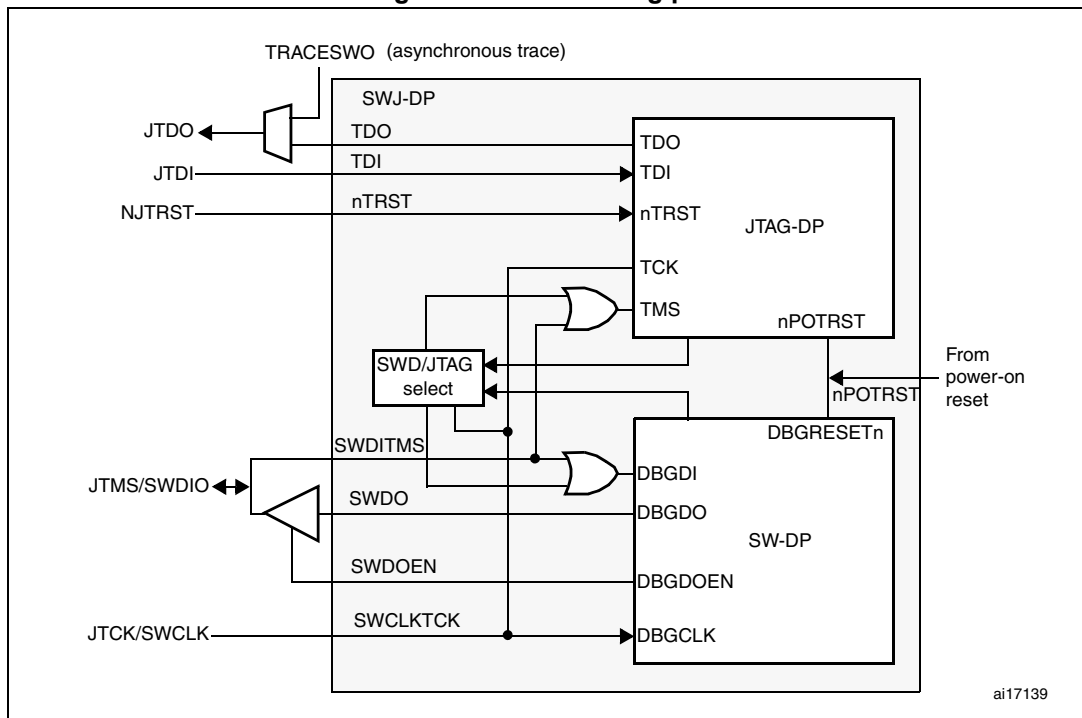 TRACESWO (asynchronous trace)
SWJ-DP
JTDO
TDO
TDO
JTDI
TDI
TDI
NJTRST
nTRST
nTRST
JTAG-DP
TCK
TMS
nPOTRST
SWD/JTAG
select
From
power-on
reset
nPOTRST
DBGRESETn
SWDITMS
DBGDI
JTMS/SWDIO
SWDO
DBGDO
SW-DP
SWDOEN
DBGDOEN
JTCK/SWCLK
SWCLKTCK
DBGCLK
ai17139